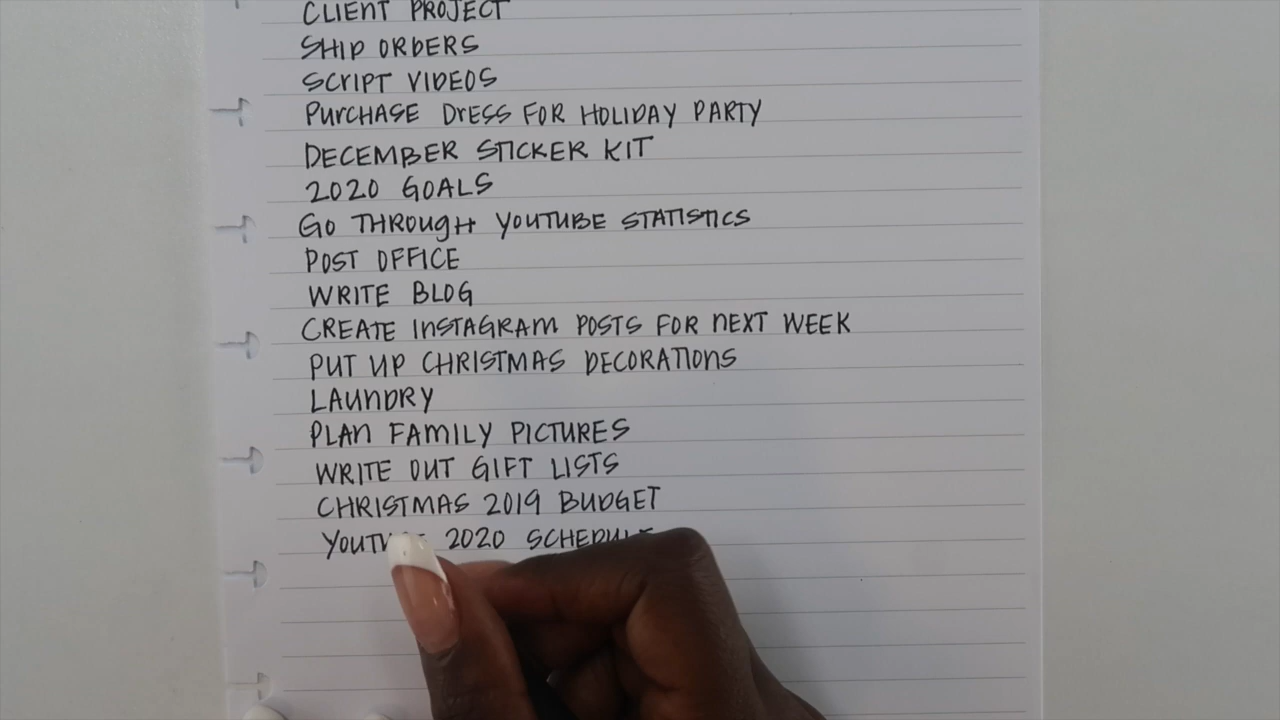 CLIENT PROJECT
SHIP ORDERS
SCRIPT VIDEOS
PURCHASE DRESS FOR HOLIDAY PARTY
DECEMBER STICKER KIT
2020 GOALS
GO THROUGH YOUTUBE STATISTICS
POST OFFICE
WRITE BLOG
CREATE INSTAGRAM POSTS FOR NEXT WEEK
PUT UP CHRISTMAS DECORATIONS
LAUNDRY
PLAN FAMILY PICTURES
WRITE OUT GIFT LISTS
CHRISTMAS 2019 BUDGET
YOUTUBE 2020 SCHEDULE